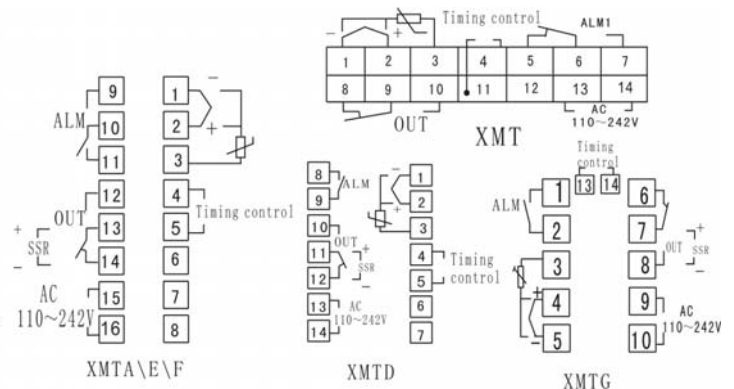 Timing control ALM1
− +
1 2 3 4 5 6 7
8 9 10 11 12 13 14
OUT AC
110～242V
XMT
9 1 −
ALM 10 2 +
11 3
12 4
OUT Timing control
+ 13 5
SSR
− 14 6
AC 15 7
110～242V
16 8
XMTA\E\F
8 − 1
ALM
9 2
+
10 3
OUT
11 + 4 Timing
SSR control
12 − 5
13 AC 6
110～242V
14 7
XMTD
Timing
control
1 13 14 6
ALM
2 7 +
OUT SSR
3 8 −
4 + 9 AC
110～242V
5 − 10
XMTG